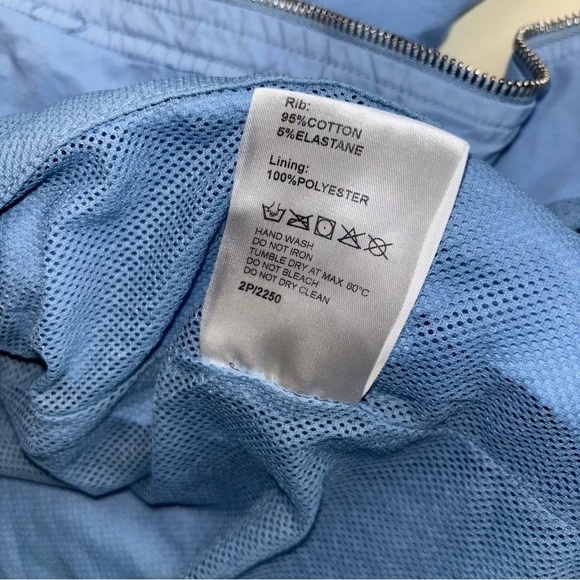 Rib:
95%COTTON
5%ELASTANE
Lining:
100%POLYESTER
HAND WASH
DO NOT IRON
TUMBLE DRY AT MAX 60°C
DO NOT BLEACH
DO NOT DRY CLEAN
2P/2250